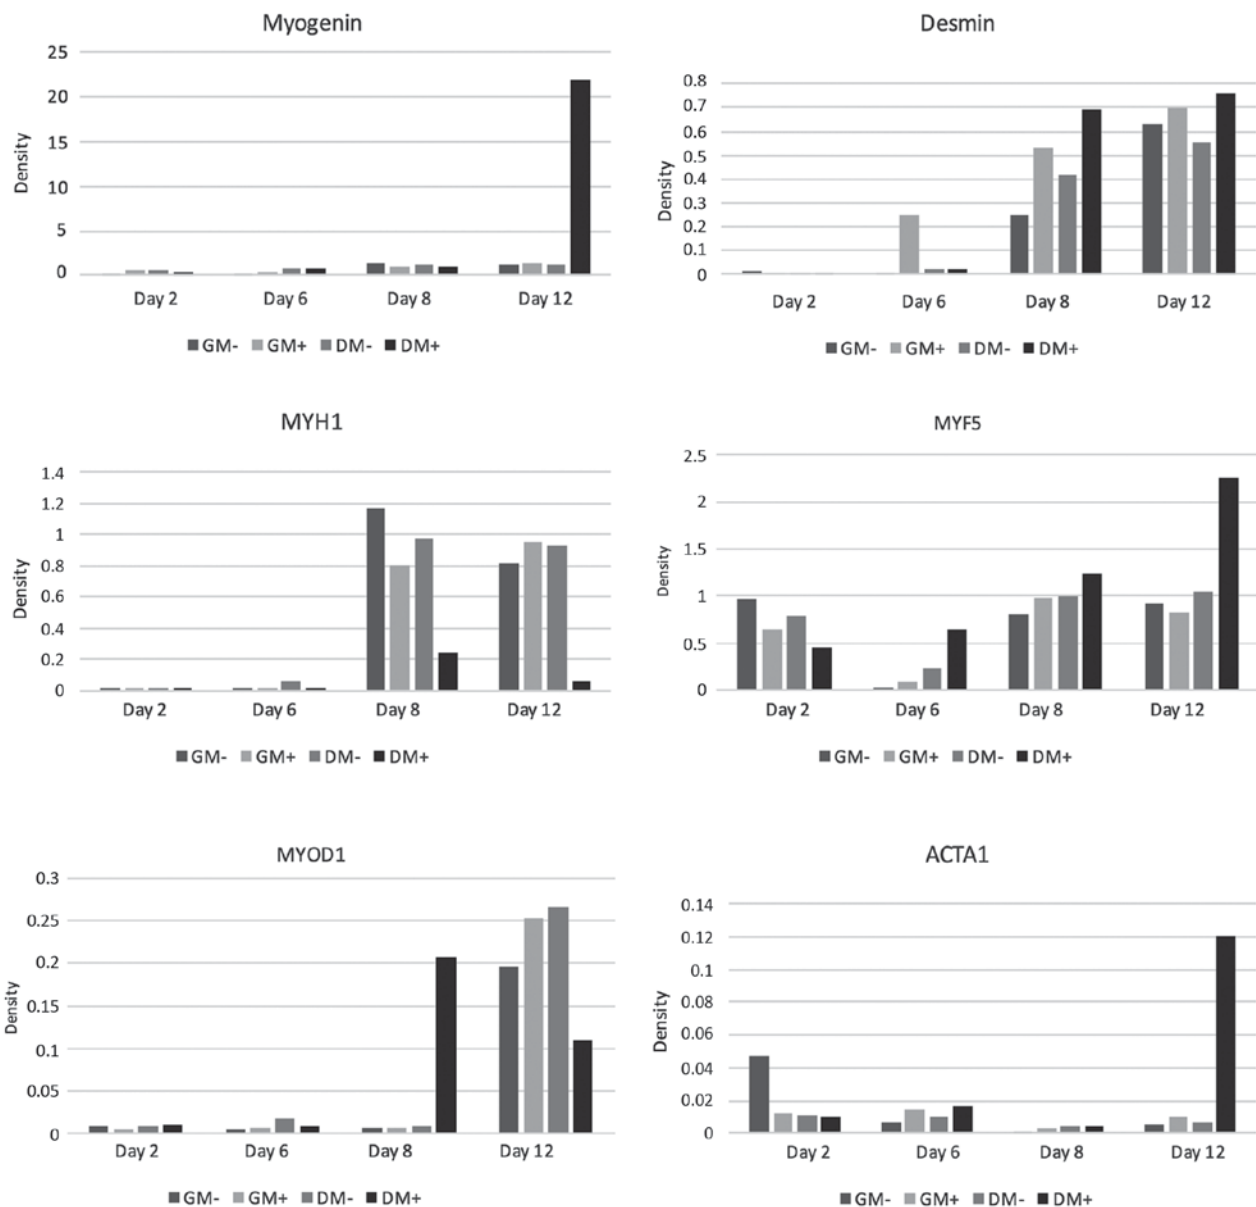 Myogenin
25
20
15
10
5
0
Density
Day 2 Day 6 Day 8 Day 12
GM- GM+ DM- DM+
Desmin
0.8
0.7
0.6
0.5
0.4
0.3
0.2
0.1
0
Density
Day 2 Day 6 Day 8 Day 12
GM- GM+ DM- DM+
MYH1
1.4
1.2
1
0.8
0.6
0.4
0.2
0
Density
Day 2 Day 6 Day 8 Day 12
GM- GM+ DM- DM+
MYF5
2.5
2
1.5
1
0.5
0
Density
Day 2 Day 6 Day 8 Day 12
GM- GM+ DM- DM+
MYOD1
0.3
0.25
0.2
0.15
0.1
0.05
0
Density
Day 2 Day 6 Day 8 Day 12
GM- GM+ DM- DM+
ACTA1
0.14
0.12
0.1
0.08
0.06
0.04
0.02
0
Density
Day 2 Day 6 Day 8 Day 12
GM- GM+ DM- DM+